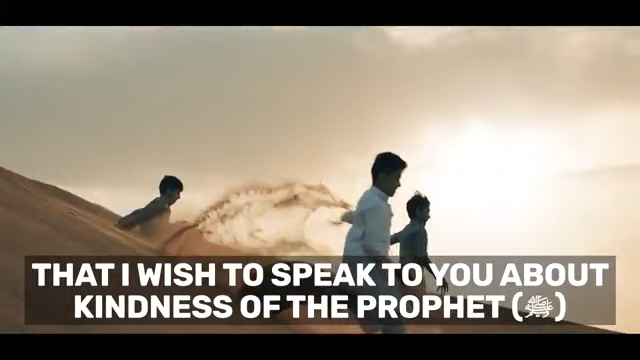 THAT I WISH TO SPEAK TO YOU ABOUT
KINDNESS OF THE PROPHET (ﷺ)